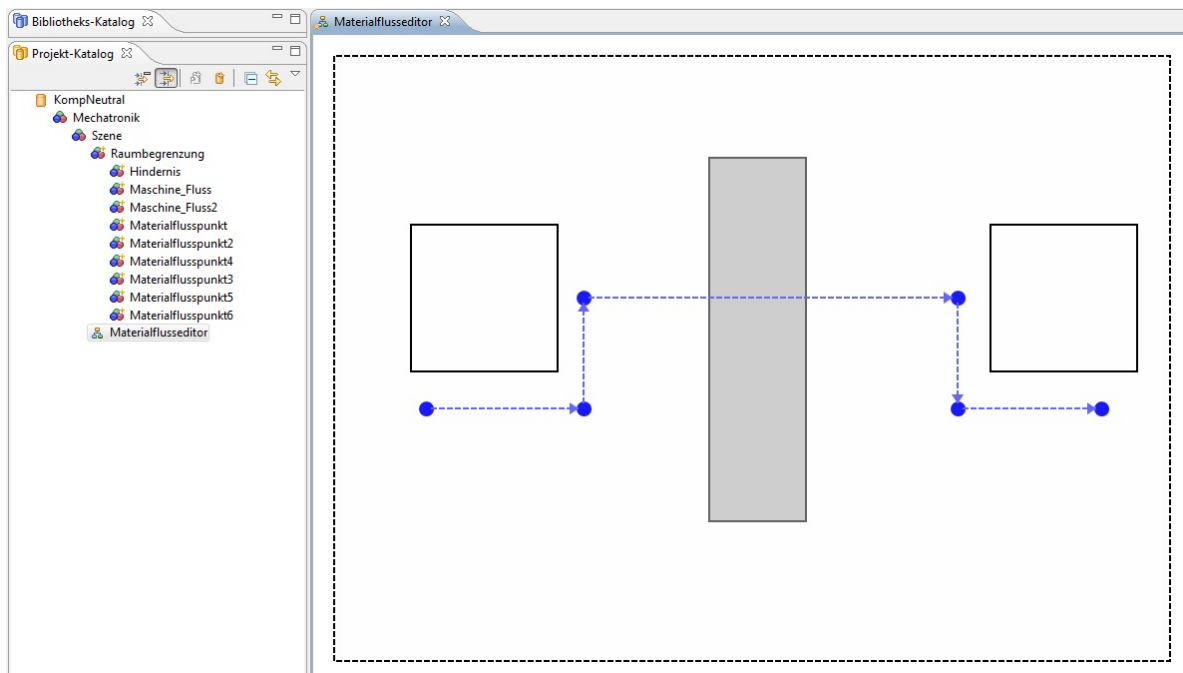 Bibliotheks-Katalog
Projekt-Katalog
KompNeutral
Mechatronik
Szene
Raumbegrenzung
Hindernis
Maschine_Fluss
Maschine_Fluss2
Materialflusspunkt
Materialflusspunkt2
Materialflusspunkt4
Materialflusspunkt3
Materialflusspunkt5
Materialflusspunkt6
Materialflusseditor
Materialflusseditor